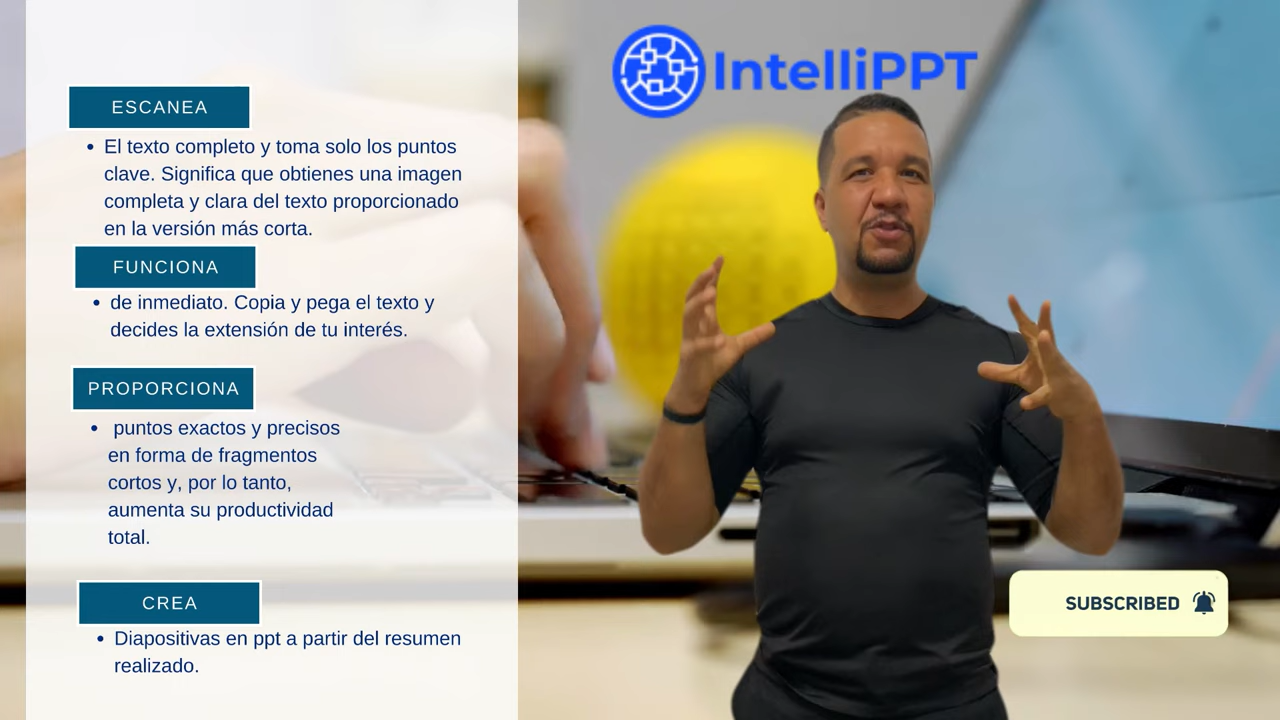 IntelliPPT
ESCANEA
• El texto completo y toma solo los puntos
clave. Significa que obtienes una imagen
completa y clara del texto proporcionado
en la versión más corta.
FUNCIONA
• de inmediato. Copia y pega el texto y
decides la extensión de tu interés.
PROPORCIONA
• puntos exactos y precisos
en forma de fragmentos
cortos y, por lo tanto,
aumenta su productividad
total.
CREA
• Diapositivas en ppt a partir del resumen
realizado.
SUBSCRIBED